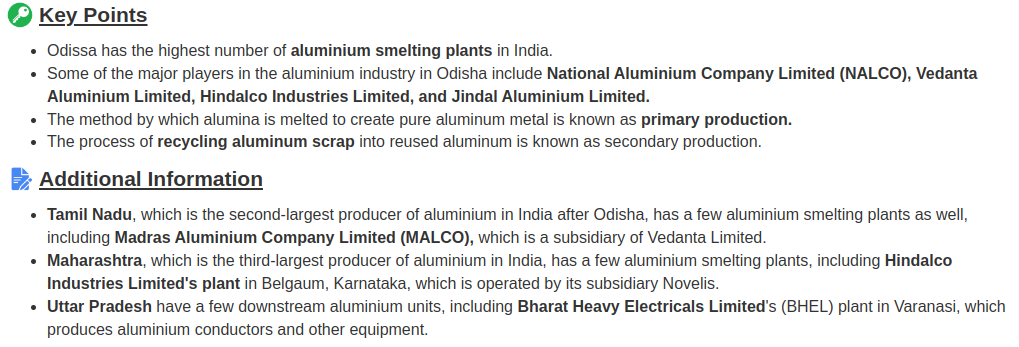 Key Points
• Odissa has the highest number of aluminium smelting plants in India.
• Some of the major players in the aluminium industry in Odisha include National Aluminium Company Limited (NALCO), Vedanta
Aluminium Limited, Hindalco Industries Limited, and Jindal Aluminium Limited.
• The method by which alumina is melted to create pure aluminum metal is known as primary production.
• The process of recycling aluminum scrap into reused aluminum is known as secondary production.
Additional Information
• Tamil Nadu, which is the second-largest producer of aluminium in India after Odisha, has a few aluminium smelting plants as well,
including Madras Aluminium Company Limited (MALCO), which is a subsidiary of Vedanta Limited.
• Maharashtra, which is the third-largest producer of aluminium in India, has a few aluminium smelting plants, including Hindalco
Industries Limited's plant in Belgaum, Karnataka, which is operated by its subsidiary Novelis.
• Uttar Pradesh have a few downstream aluminium units, including Bharat Heavy Electricals Limited's (BHEL) plant in Varanasi, which
produces aluminium conductors and other equipment.